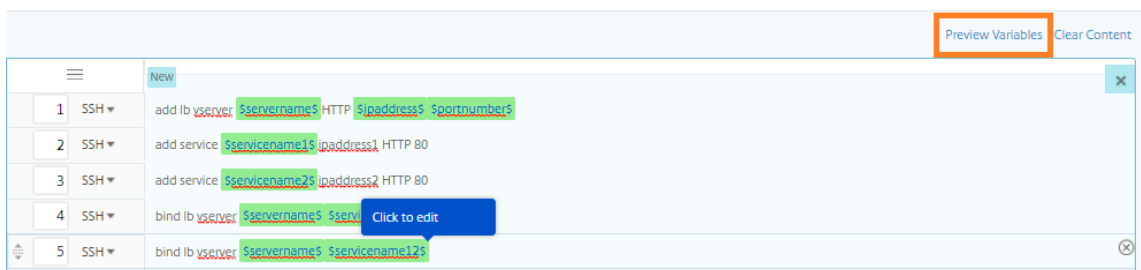 Preview Variables Clear Content
New
1 SSH add lb vserver $servername$ HTTP $ipaddress$ $portnumber$
2 SSH add service $servicename1$ ipaddress1 HTTP 80
3 SSH add service $servicename2$ ipaddress2 HTTP 80
4 SSH bind lb vserver $servername$ $servi Click to edit
5 SSH bind lb vserver $servername$ $servicename12$